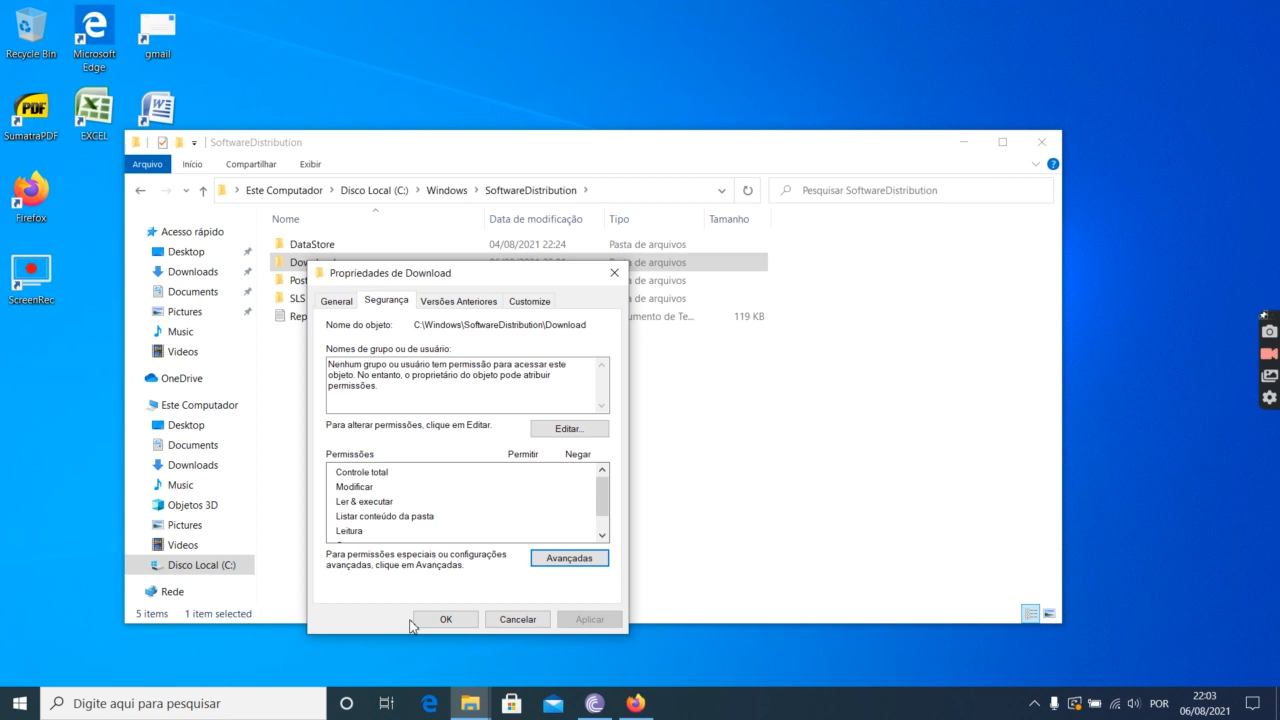 Recycle Bin
Microsoft
Edge
gmail
PDF
SumatraPDF
EXCEL
Firefox
ScreenRec
SoftwareDistribution
Arquivo
Início
Compartilhar
Exibir
Este Computador
Disco Local (C:)
Windows
SoftwareDistribution
Pesquisar SoftwareDistribution
Acesso rápido
Desktop
Downloads
Documents
Pictures
Music
Videos
OneDrive
Este Computador
Desktop
Documents
Downloads
Music
Objetos 3D
Pictures
Videos
Disco Local (C:)
Rede
Nome Data de modificação Tipo Tamanho
DataStore 04/08/2021 22:24 Pasta de arquivos
Pasta de arquivos
Pasta de arquivos
SLS Pasta de arquivos
119 KB
5 items 1 item selected
Propriedades de Download
General Segurança Versões Anteriores Customize
Nome do objeto: C:\Windows\SoftwareDistribution\Download
Nomes de grupo ou de usuário:
Nenhum grupo ou usuário tem permissão para acessar este
objeto. No entanto, o proprietário do objeto pode atribuir
permissões.
Para alterar permissões, clique em Editar.
Editar...
Permissões Permitir Negar
Controle total
Modificar
Ler & executar
Listar conteúdo da pasta
Leitura
Para permissões especiais ou configurações
avançadas, clique em Avançadas.
Avançadas
OK Cancelar Aplicar
Digite aqui para pesquisar
POR
22:03
06/08/2021